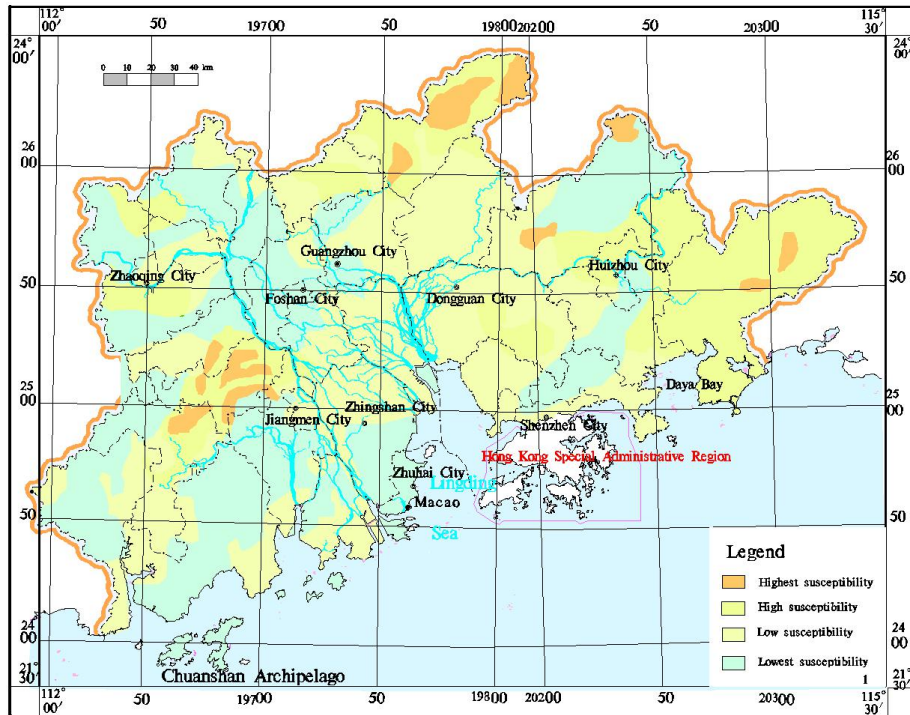 112° 00′
50
19700
50
19800
20200
50
20300
115° 30′
24° 00′
24° 00′
0 10 20 30 40 km
26 00
26 00
Guangzhou City
Zhaoqing City
Huizhou City
50
Foshan City
Dongguan City
50
Daya Bay
25 00
25 00
Zhingshan City
Jiangmen City
Shenzhen City
Hong Kong Special Administrative Region
Zhuhai City
Lingding
Macao
50
50
Sea
Legend
Highest susceptibility
High susceptibility
Low susceptibility
Lowest susceptibility
1
24 00
24 00
Chuanshan Archipelago
21° 30′
21° 30′
112° 00′
50
19700
50
19800
20200
50
20300
115° 30′